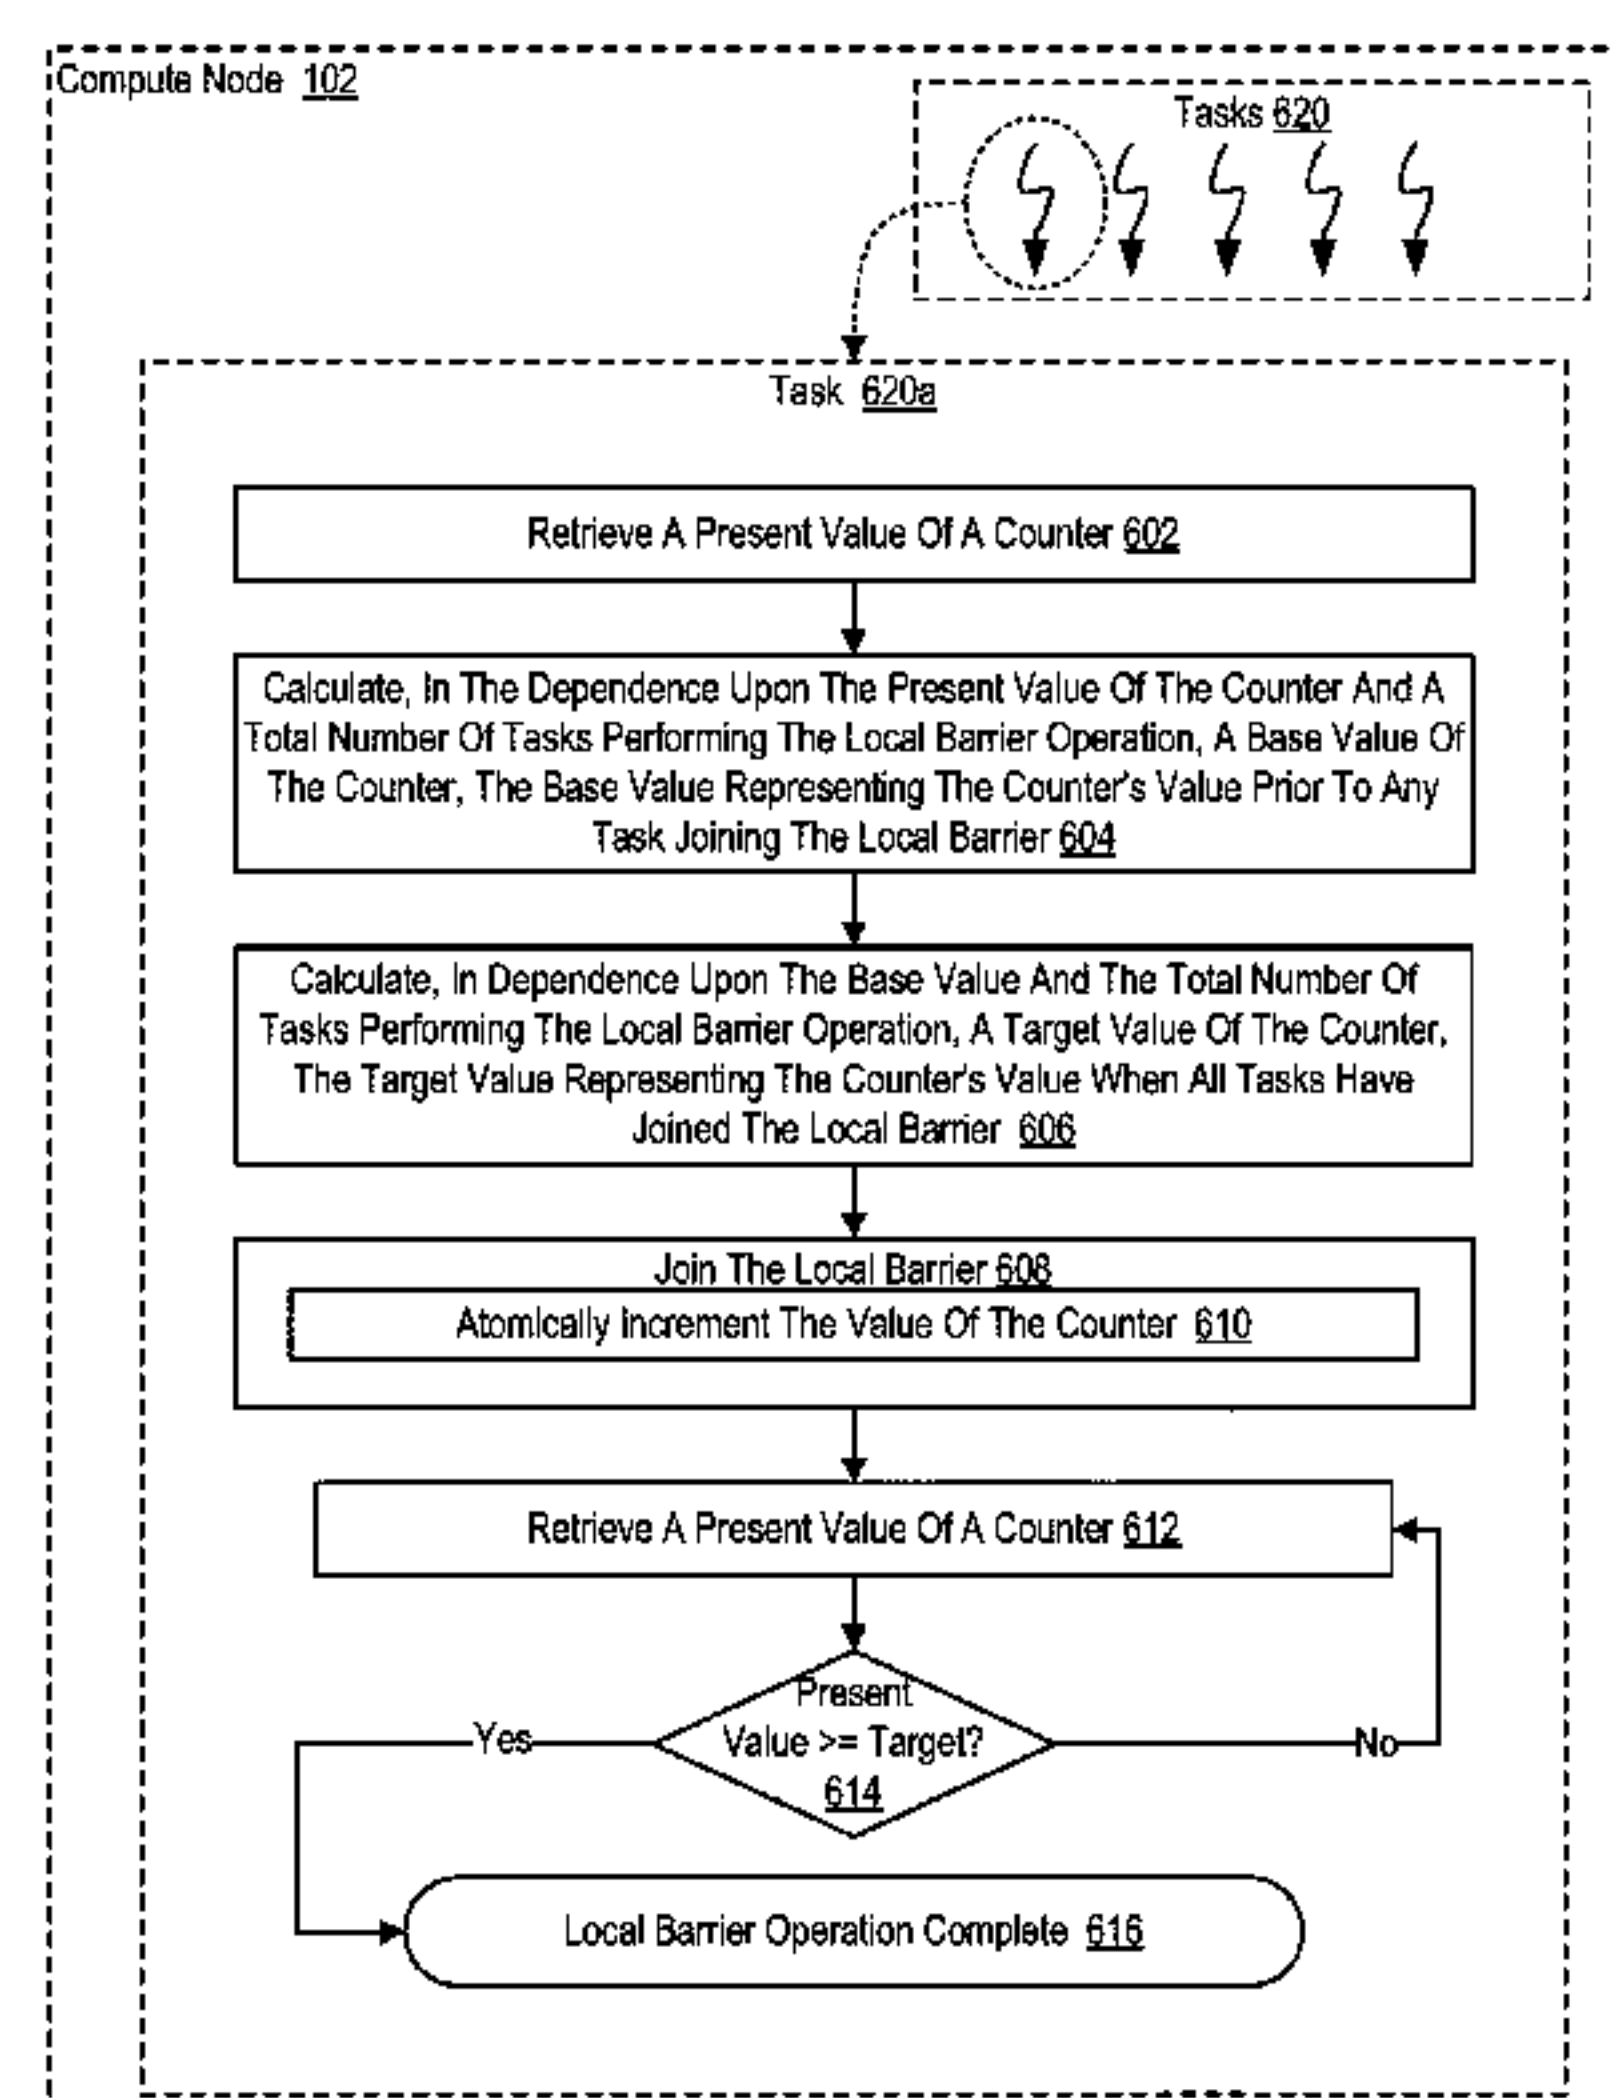 Compute Node 102
Tasks 620
Task 620a
Retrieve A Present Value Of A Counter 602
Calculate, In The Dependence Upon The Present Value Of The Counter And A
Total Number Of Tasks Performing The Local Barrier Operation, A Base Value Of
The Counter, The Base Value Representing The Counter's Value Prior To Any
Task Joining The Local Barrier 604
Calculate, In Dependence Upon The Base Value And The Total Number Of
Tasks Performing The Local Barrier Operation, A Target Value Of The Counter,
The Target Value Representing The Counter's Value When All Tasks Have
Joined The Local Barrier 606
Join The Local Barrier 608
Atomically Increment The Value Of The Counter 610
Retrieve A Present Value Of A Counter 612
Present
Value >= Target?
614
Yes
No
Local Barrier Operation Complete 616